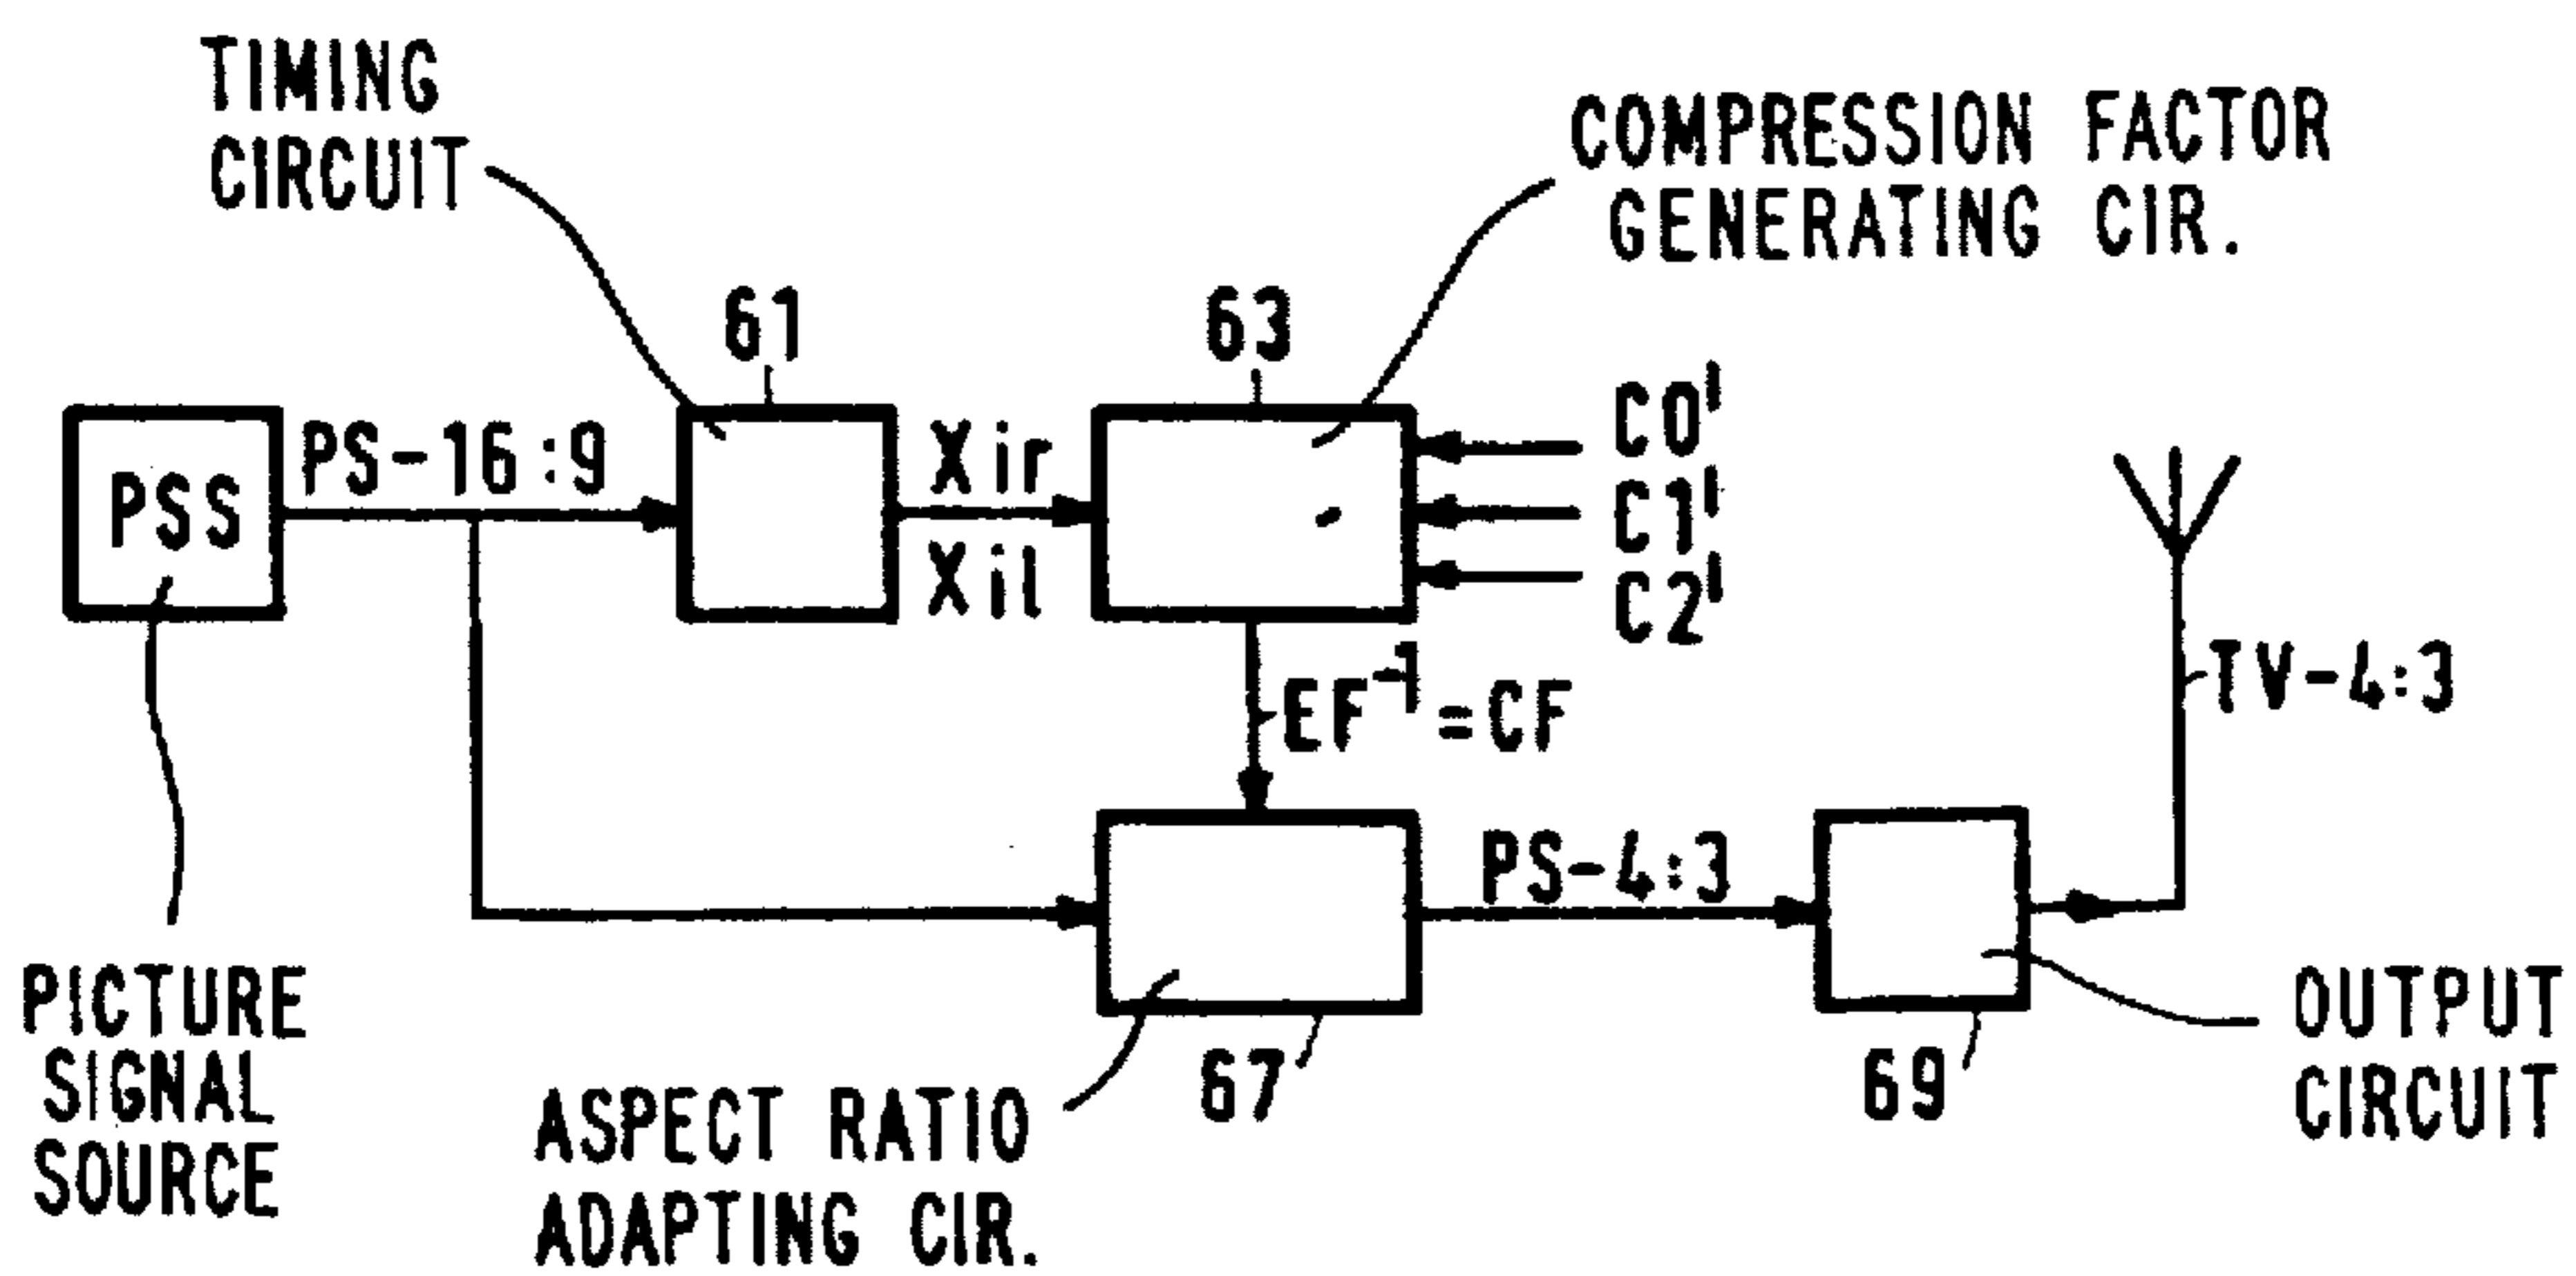 TIMING
CIRCUIT
COMPRESSION FACTOR
GENERATING CIR.
61
63
PSS
PS-16:9
Xir
Xil
C0'
C1'
C2'
EF⁻¹=CF
TV-4:3
PS-4:3
PICTURE
SIGNAL
SOURCE
ASPECT RATIO
ADAPTING CIR.
67
69
OUTPUT
CIRCUIT